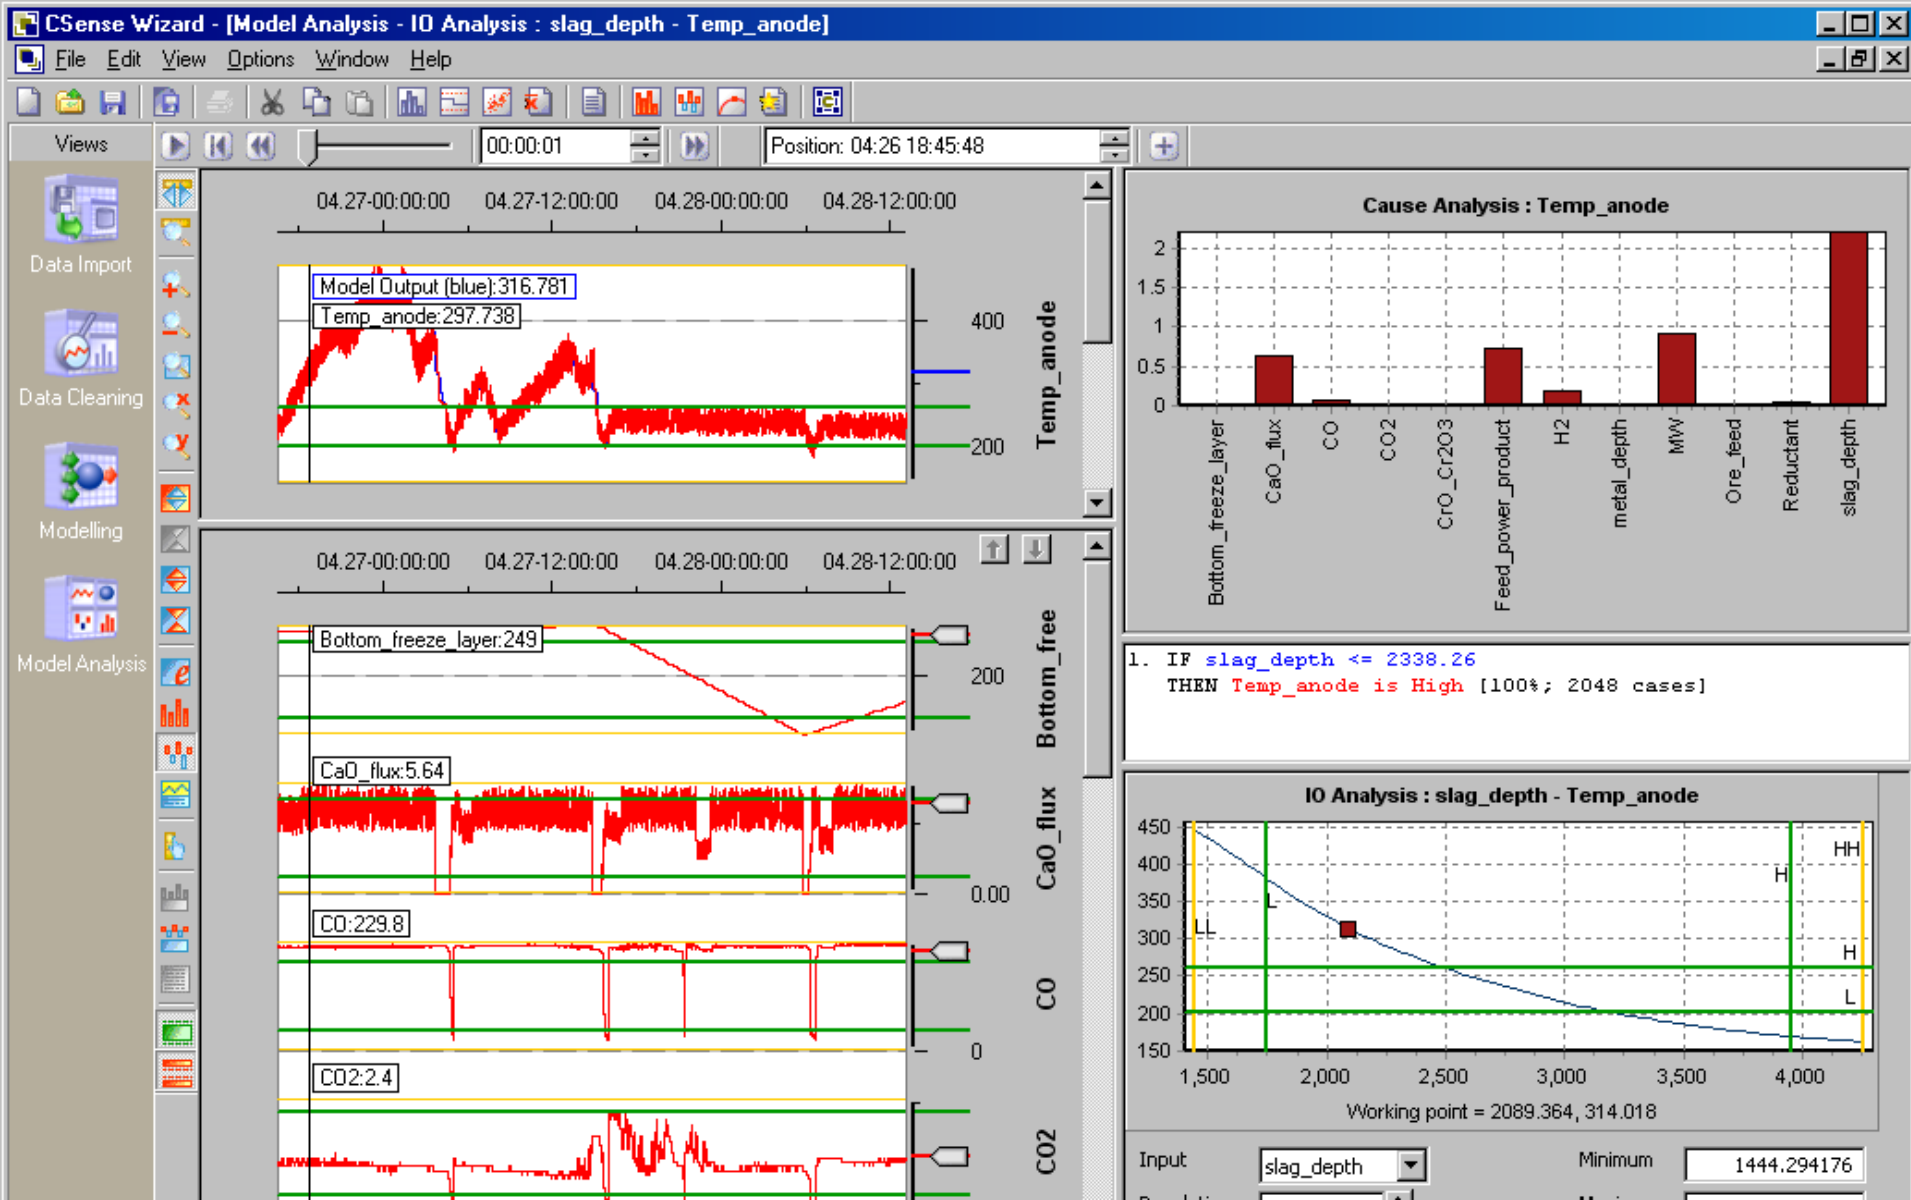 CSense Wizard - [Model Analysis - IO Analysis : slag_depth - Temp_anode]
File Edit View Options Window Help
Views
00:00:01
Position: 04:26 18:45:48
Data Import
Data Cleaning
Modelling
Model Analysis
04.27-00:00:00 04.27-12:00:00 04.28-00:00:00 04.28-12:00:00
Model Output (blue):316.781
Temp_anode:297.738
400
200
Temp_anode
04.27-00:00:00 04.27-12:00:00 04.28-00:00:00 04.28-12:00:00
Bottom_freeze_layer:249
200
Bottom_free
CaO_flux:5.64
0.00
CaO_flux
CO:229.8
0
CO
CO2:2.4
CO2
Cause Analysis : Temp_anode
2
1.5
1
0.5
0
Bottom_freeze_layer
CaO_flux
CO
CO2
CrO_Cr2O3
Feed_power_product
H2
metal_depth
MW
Ore_feed
Reductant
slag_depth
1. IF slag_depth <= 2338.26
THEN Temp_anode is High [100%; 2048 cases]
IO Analysis : slag_depth - Temp_anode
450
400
350
300
250
200
150
HH
H
L
LL
H
L
1,500 2,000 2,500 3,000 3,500 4,000
Working point = 2089.364, 314.018
Input slag_depth Minimum 1444.294176